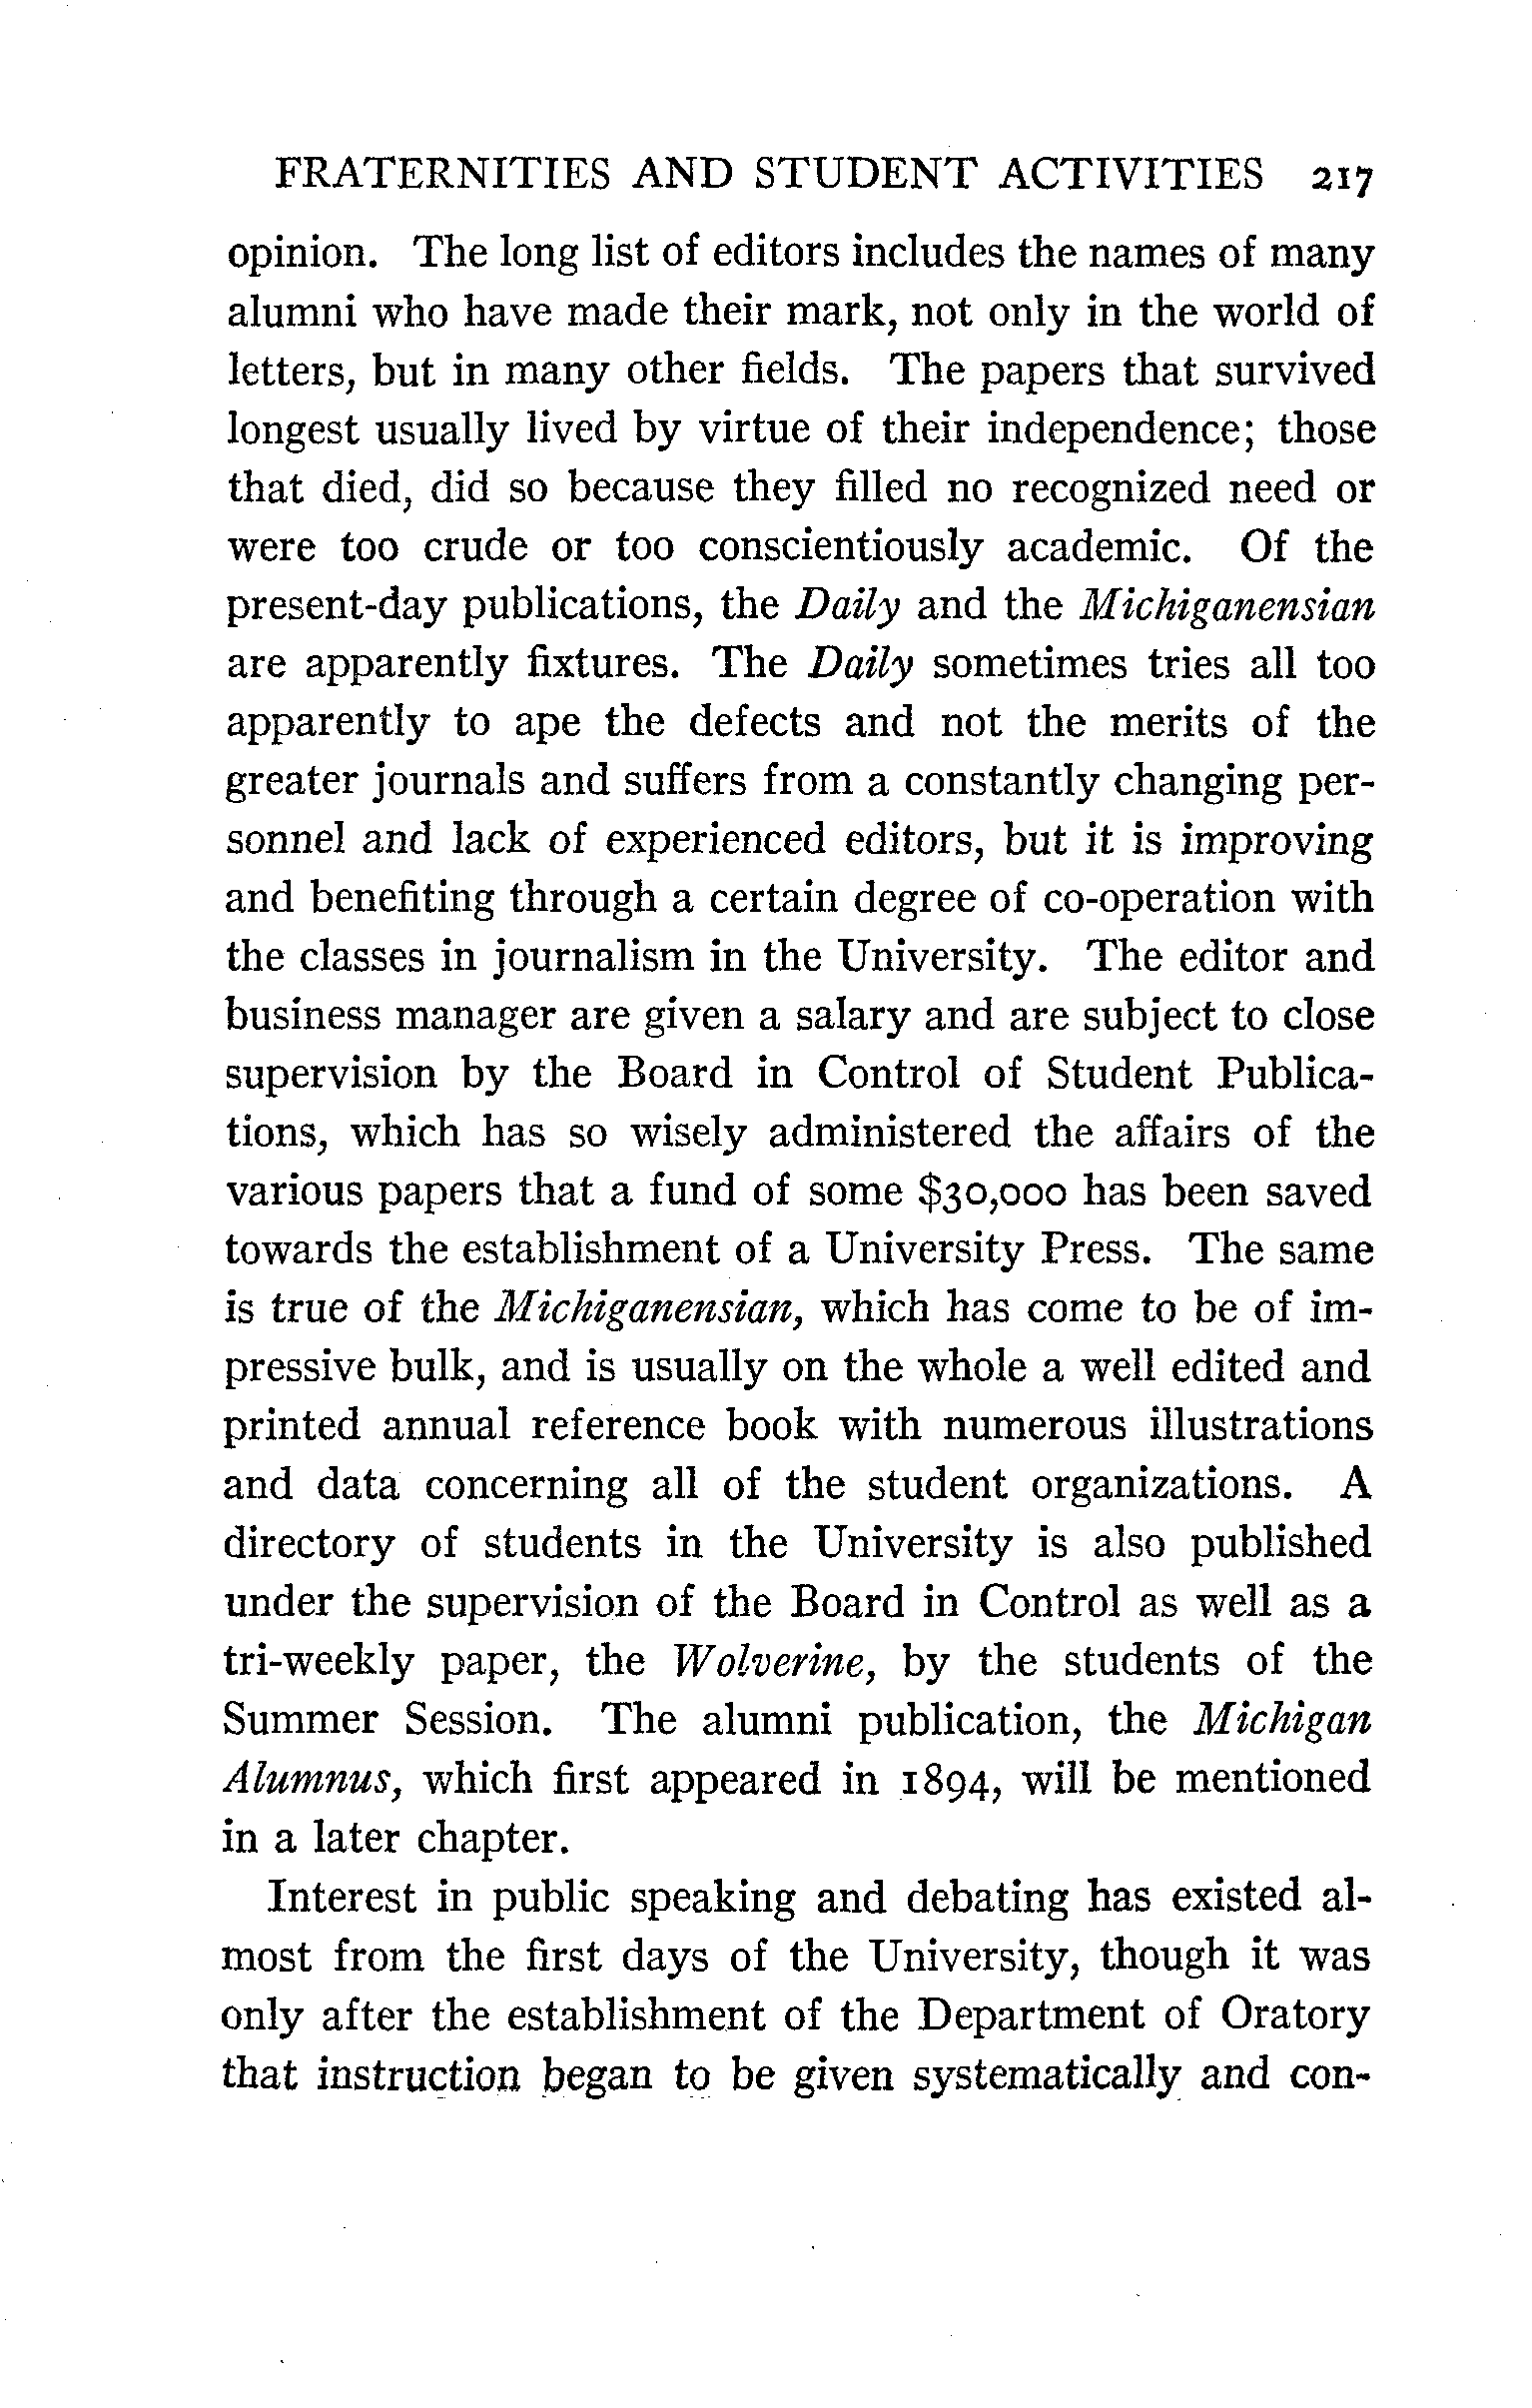 FRATERNITIES AND STUDENT ACTIVITIES 217
opinion. The long list of editors includes the names of many
alumni who have made their mark, not only in the world of
letters, but in many other fields. The papers that survived
longest usually lived by virtue of their independence; those
that died, did so because they filled no recognized need or
were too crude or too conscientiously academic. Of the
present-day publications, the Daily and the Michiganensian
are apparently fixtures. The Daily sometimes tries all too
apparently to ape the defects and not the merits of the
greater journals and suffers from a constantly changing per-
sonnel and lack of experienced editors, but it is improving
and benefiting through a certain degree of co-operation with
the classes in journalism in the University. The editor and
business manager are given a salary and are subject to close
supervision by the Board in Control of Student Publica-
tions, which has so wisely administered the affairs of the
various papers that a fund of some $30,000 has been saved
towards the establishment of a University Press. The same
is true of the Michiganensian, which has come to be of im-
pressive bulk, and is usually on the whole a well edited and
printed annual reference book with numerous illustrations
and data concerning all of the student organizations. A
directory of students in the University is also published
under the supervision of the Board in Control as well as a
tri-weekly paper, the Wolverine, by the students of the
Summer Session. The alumni publication, the Michigan
Alumnus, which first appeared in 1894, will be mentioned
in a later chapter.
Interest in public speaking and debating has existed al-
most from the first days of the University, though it was
only after the establishment of the Department of Oratory
that instruction began to be given systematically and con-